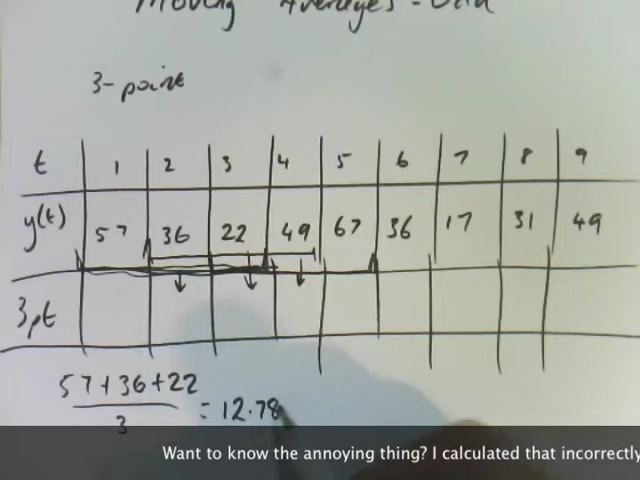 Moving Averages - Odd
3-point
t 1 2 3 4 5 6 7 8 9
y(t) 57 36 22 49 67 36 17 31 49
3pt
57+36+22
3
= 12.78
Want to know the annoying thing? I calculated that incorrectly